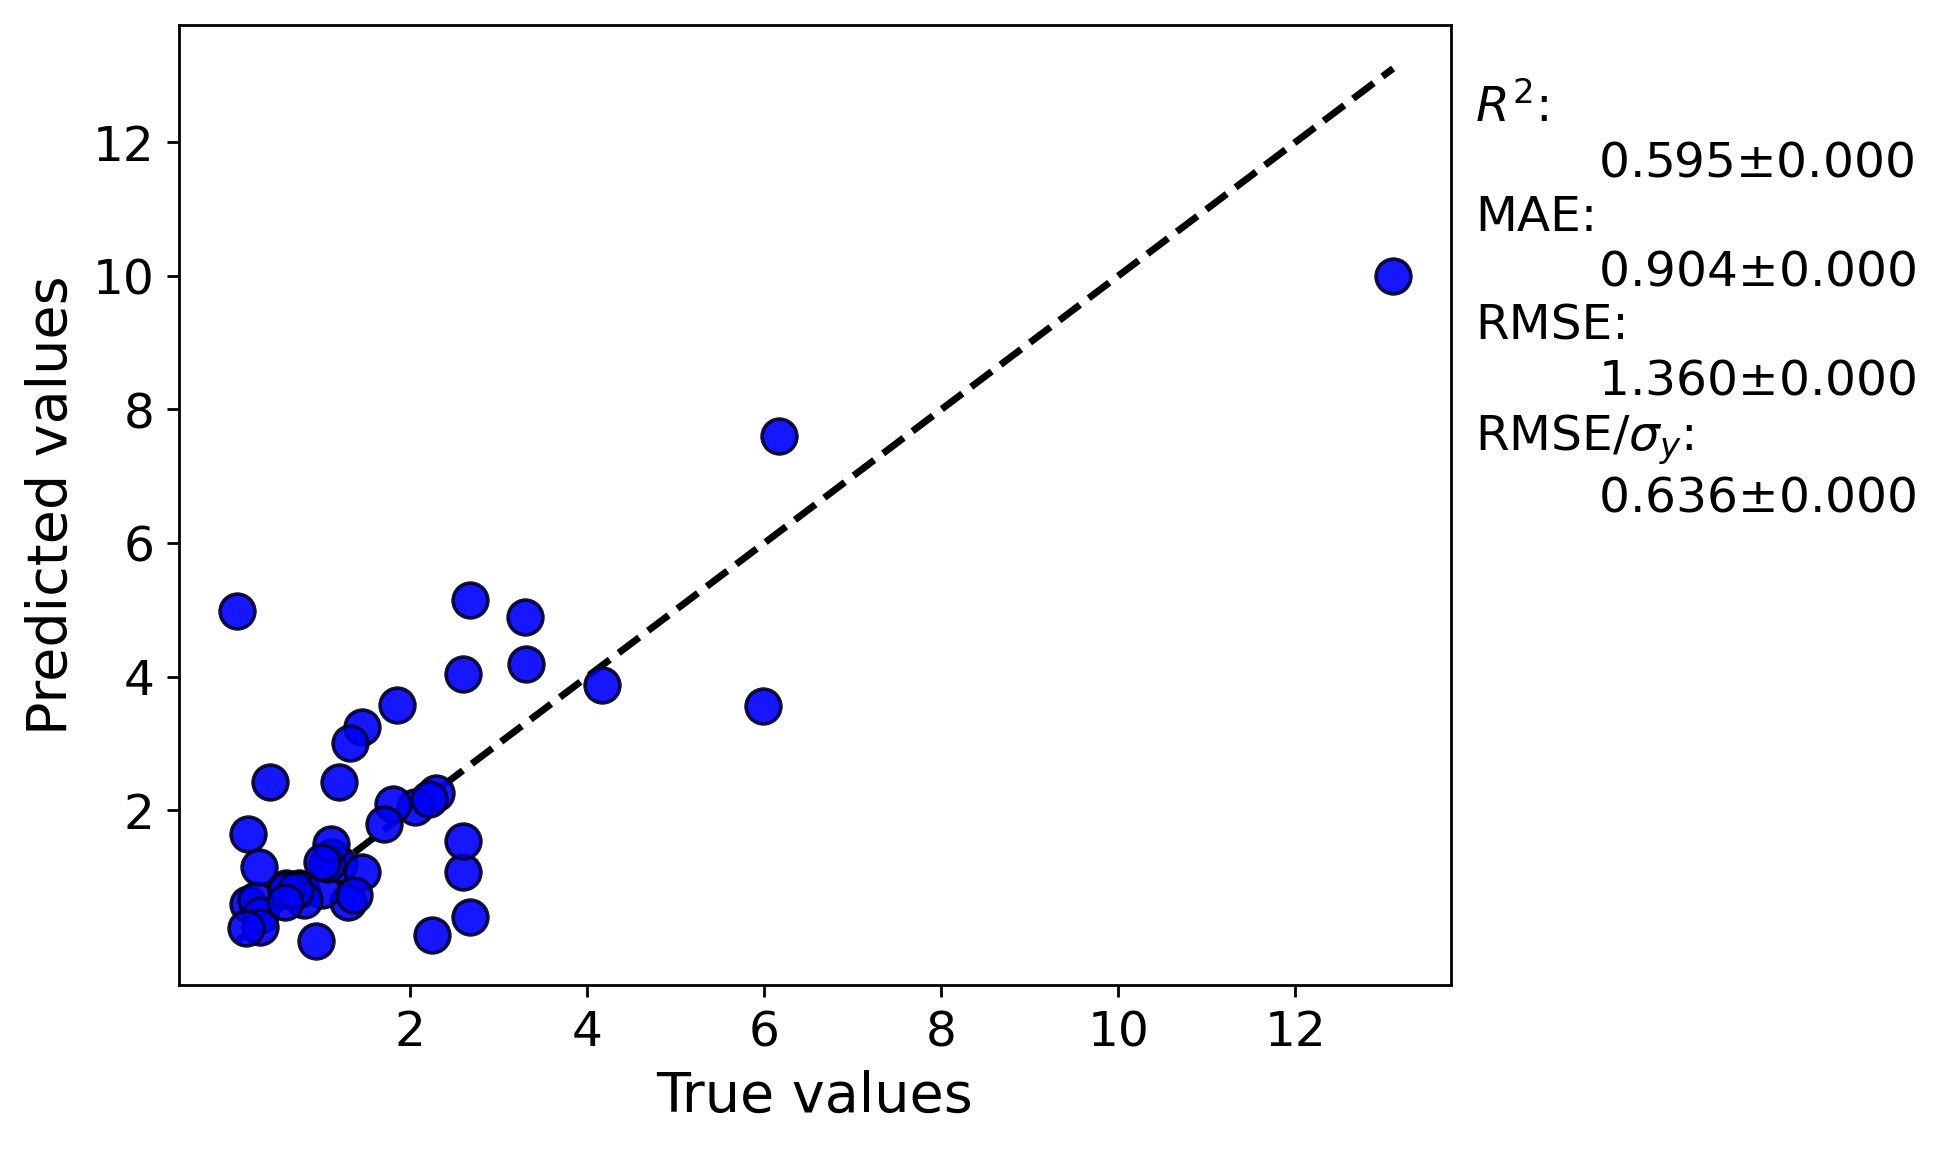 12
10
8
6
4
2
Predicted values
2 4 6 8 10 12
True values
R²:
0.595±0.000
MAE:
0.904±0.000
RMSE:
1.360±0.000
RMSE/σy:
0.636±0.000